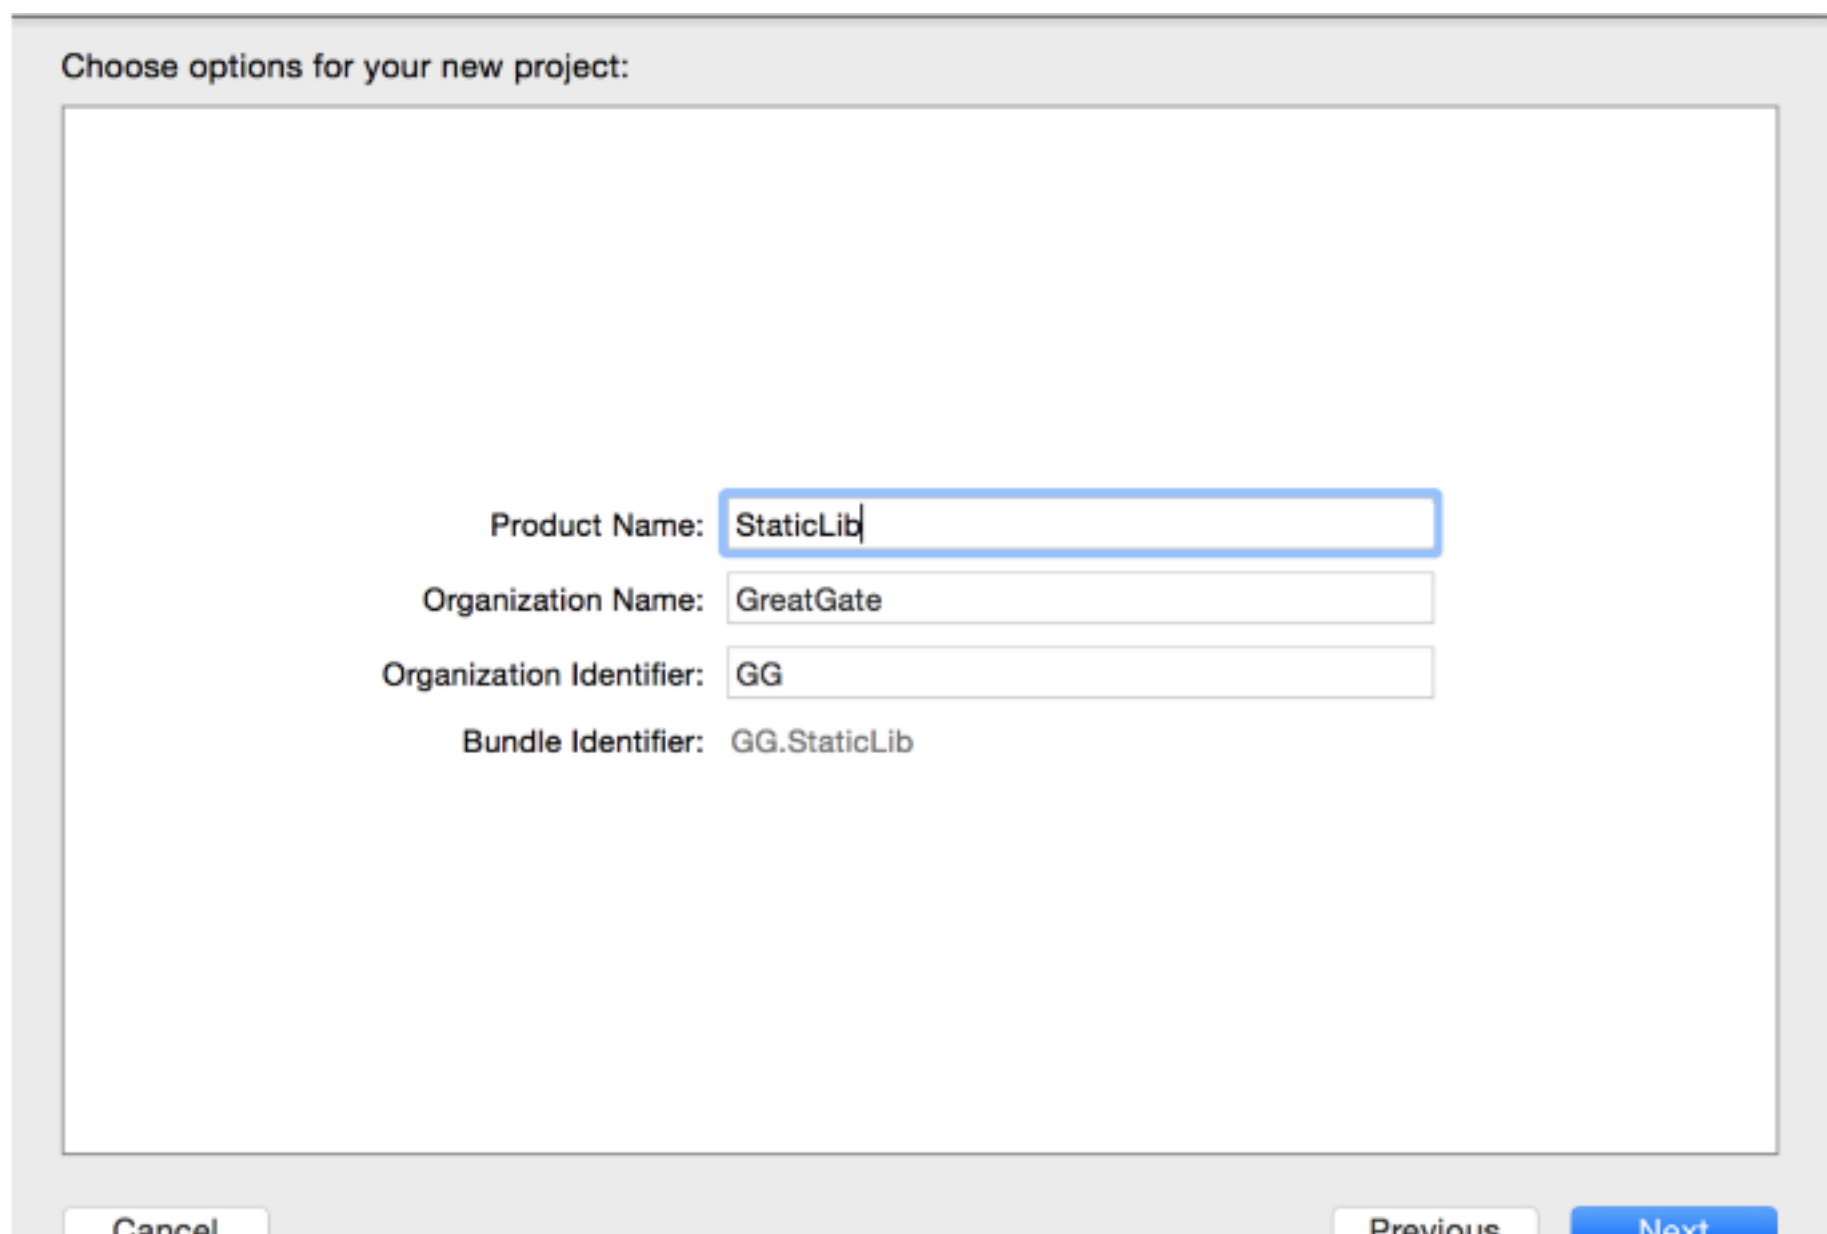 Choose options for your new project:
Product Name: StaticLib
Organization Name: GreatGate
Organization Identifier: GG
Bundle Identifier: GG.StaticLib
Cancel Previous Next